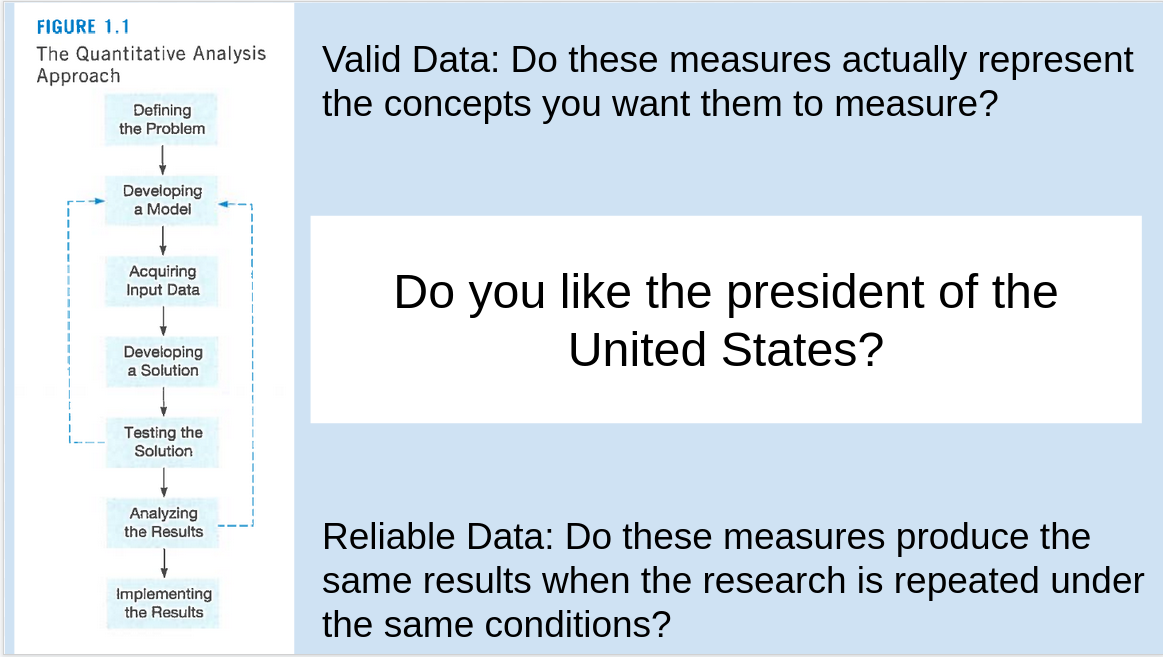 FIGURE 1.1
The Quantitative Analysis
Approach
Defining
the Problem
Developing
a Model
Acquiring
Input Data
Developing
a Solution
Testing the
Solution
Analyzing
the Results
Implementing
the Results
Valid Data: Do these measures actually represent
the concepts you want them to measure?
Do you like the president of the
United States?
Reliable Data: Do these measures produce the
same results when the research is repeated under
the same conditions?